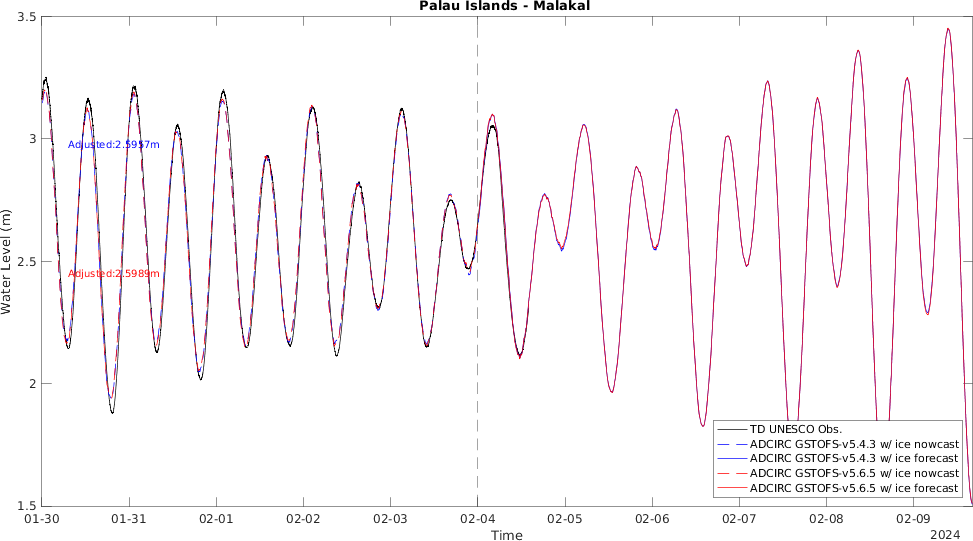 Palau Islands - Malakal
3.5
3
2.5
2
1.5
Water Level (m)
Adjusted:2.5957m
Adjusted:2.5989m
TD UNESCO Obs.
ADCIRC GSTOFS-v5.4.3 w/ ice nowcast
ADCIRC GSTOFS-v5.4.3 w/ ice forecast
ADCIRC GSTOFS-v5.6.5 w/ ice nowcast
ADCIRC GSTOFS-v5.6.5 w/ ice forecast
01-30 01-31 02-01 02-02 02-03 02-04 02-05 02-06 02-07 02-08 02-09
Time
2024